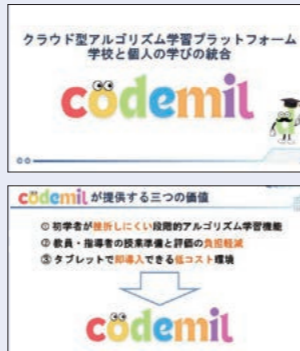 クラウド型アルゴリズム学習プラットフォーム
学校と個人の学びの統合
cödemil
cödemilが提供する三つの価値
① 初学者が挫折しにくい段階的アルゴリズム学習機能
② 教員・指導者の授業準備と評価の負担軽減
③ タブレットで即導入できる低コスト環境
cödemil